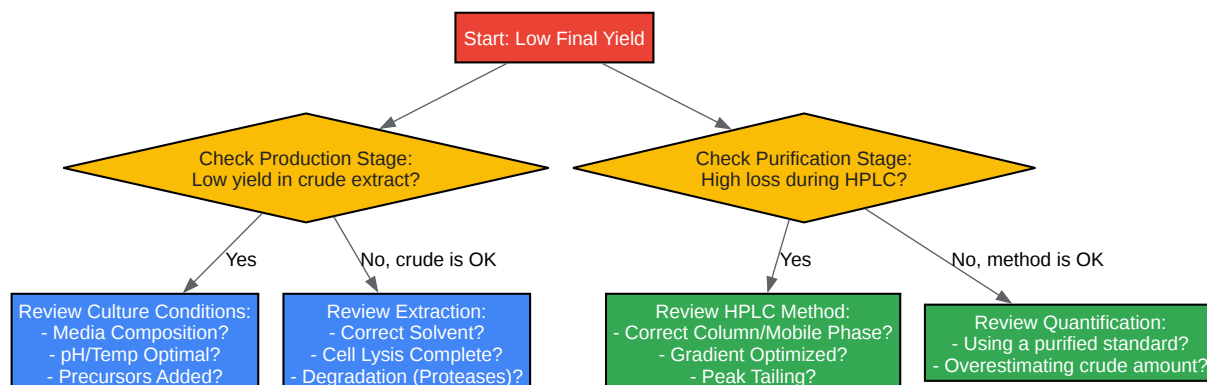 Start: Low Final Yield
Check Production Stage:
Low yield in crude extract?
Check Purification Stage:
High loss during HPLC?
Yes
No, crude is OK
Yes
No, method is OK
Review Culture Conditions:
- Media Composition?
- pH/Temp Optimal?
- Precursors Added?
Review Extraction:
- Correct Solvent?
- Cell Lysis Complete?
- Degradation (Proteases)?
Review HPLC Method:
- Correct Column/Mobile Phase?
- Gradient Optimized?
- Peak Tailing?
Review Quantification:
- Using a purified standard?
- Overestimating crude amount?